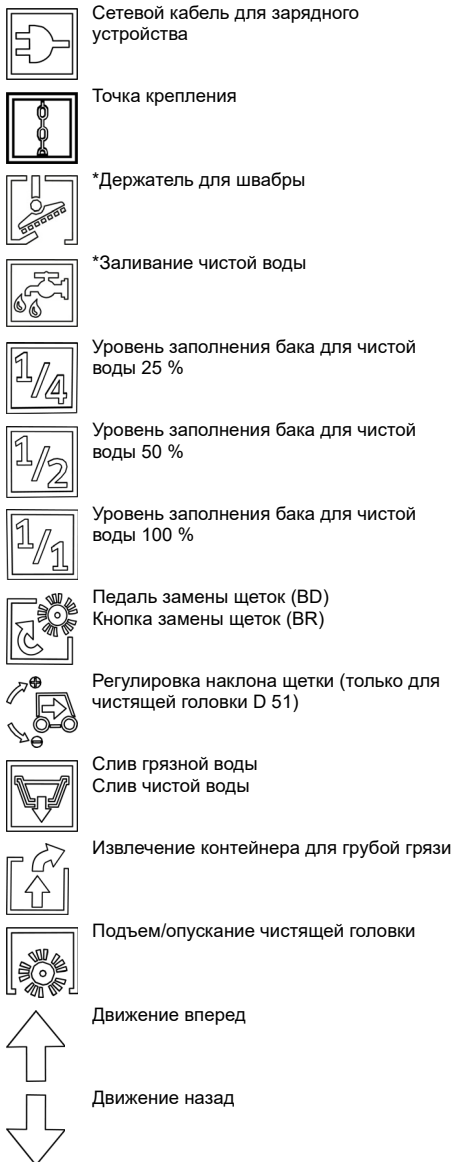 Сетевой кабель для зарядного
устройства
Точка крепления
*Держатель для швабры
*Заливание чистой воды
1/4
Уровень заполнения бака для чистой
воды 25 %
1/2
Уровень заполнения бака для чистой
воды 50 %
1/1
Уровень заполнения бака для чистой
воды 100 %
Педаль замены щеток (BD)
Кнопка замены щеток (BR)
Регулировка наклона щетки (только для
чистящей головки D 51)
Слив грязной воды
Слив чистой воды
Извлечение контейнера для грубой грязи
Подъем/опускание чистящей головки
Движение вперед
Движение назад